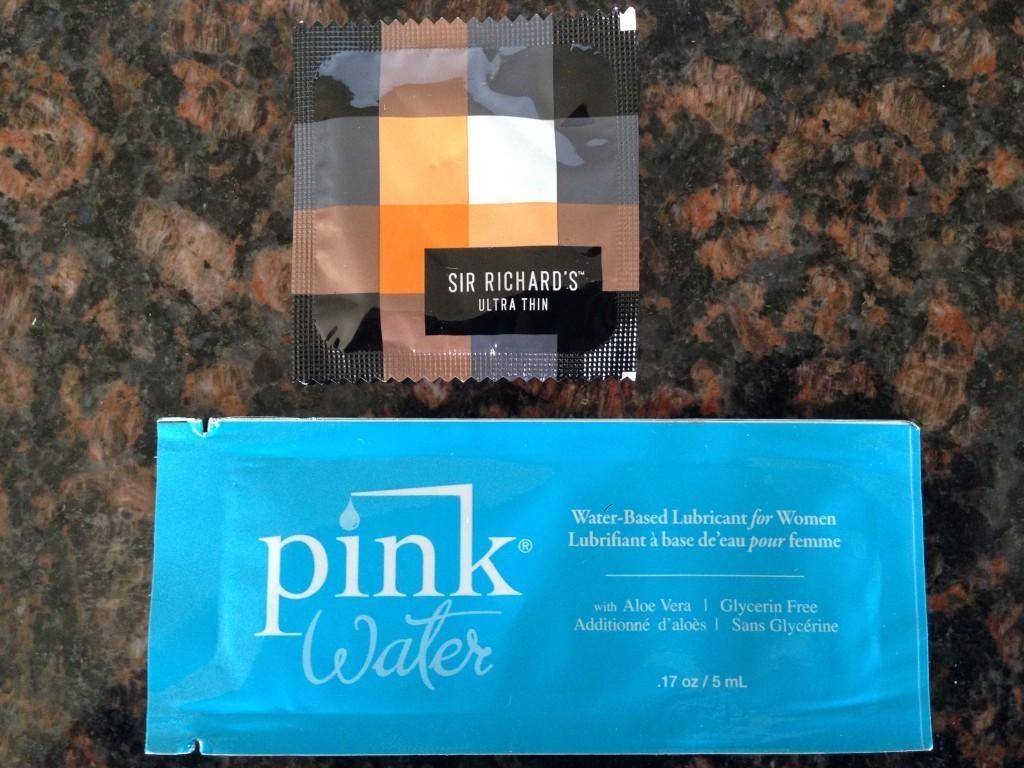 SIR RICHARD'S™
ULTRA THIN
pink®
Water
Water-Based Lubricant for Women
Lubrifiant à base de'eau pour femme
with Aloe Vera | Glycerin Free
Additionné d'aloès | Sans Glycérine
.17 oz / 5 mL